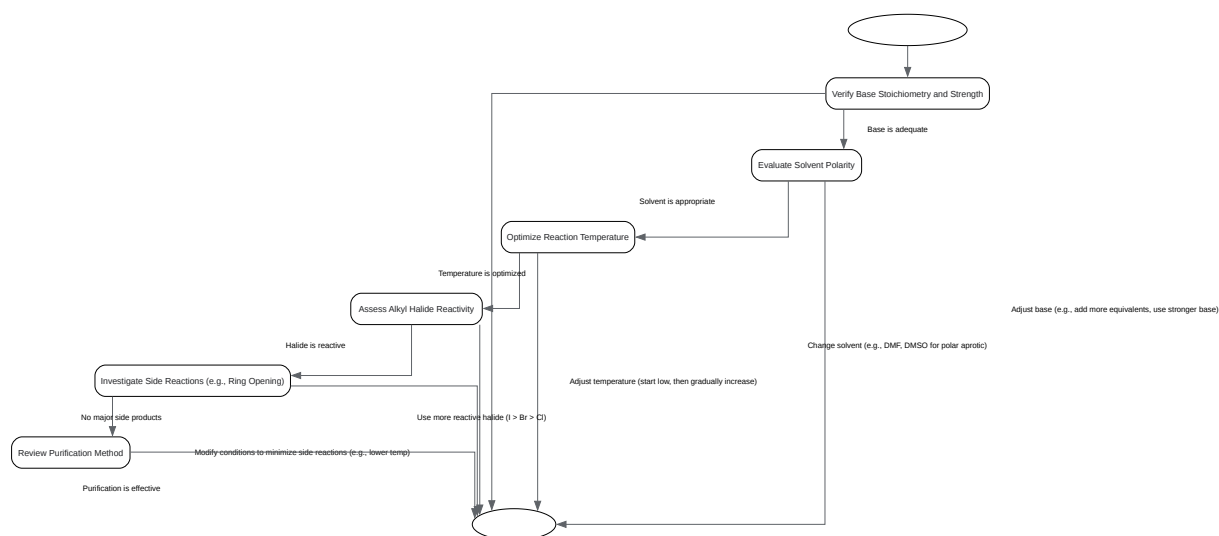 Verify Base Stoichiometry and Strength
Base is adequate
Evaluate Solvent Polarity
Solvent is appropriate
Optimize Reaction Temperature
Temperature is optimized
Assess Alkyl Halide Reactivity
Adjust base (e.g., add more equivalents, use stronger base)
Halide is reactive
Change solvent (e.g., DMF, DMSO for polar aprotic)
Investigate Side Reactions (e.g., Ring Opening)
Adjust temperature (start low, then gradually increase)
No major side products
Use more reactive halide (I > Br > Cl)
Review Purification Method
Modify conditions to minimize side reactions (e.g., lower temp)
Purification is effective